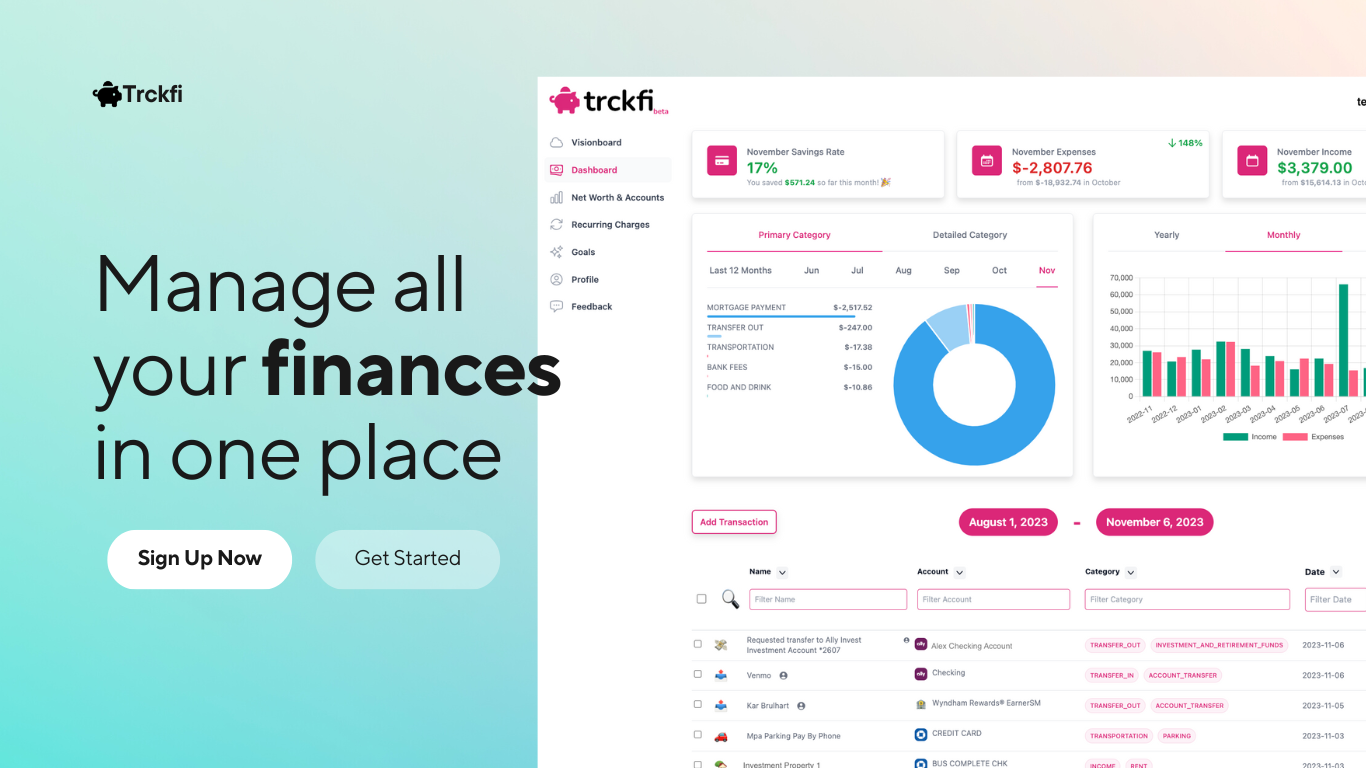 Trckfi
Manage all
your finances
in one place
Sign Up Now
Get Started
trckfi
beta
te
Visionboard
Dashboard
Net Worth & Accounts
Recurring Charges
Goals
Profile
Feedback
November Savings Rate
17%
You saved $571.24 so far this month!🎉
148%
November Expenses
$-2,807.76
from $-18,932.74 in October
November Income
$3,379.00
from $15,614.13 in Octo
Primary Category
Detailed Category
Last 12 Months Jun Jul Aug Sep Oct Nov
MORTGAGE PAYMENT $-2,517.52
TRANSFER OUT $-247.00
TRANSPORTATION $-17.38
BANK FEES $-15.00
FOOD AND DRINK $-10.86
Yearly
Monthly
70,000
60,000
50,000
40,000
30,000
20,000
10,000
0
2022-11 2022-12 2023-01 2023-02 2023-03 2023-04 2023-05 2023-06 2023-07
Income Expenses
Add Transaction
August 1, 2023 - November 6, 2023
Name Account Category Date
Filter Name Filter Account Filter Category Filter Date
Requested transfer to Ally Invest
Investment Account *2607
ally Alex Checking Account TRANSFER_OUT INVESTMENT_AND_RETIREMENT_FUNDS 2023-11-06
Venmo ally Checking TRANSFER_IN ACCOUNT_TRANSFER 2023-11-06
Kar Brulhart Wyndham Rewards® EarnerSM TRANSFER_OUT ACCOUNT_TRANSFER 2023-11-05
Mpa Parking Pay By Phone CREDIT CARD TRANSPORTATION PARKING 2023-11-03
Investment Property 1 BUS COMPLETE CHK INCOME RENT 2023-11-03